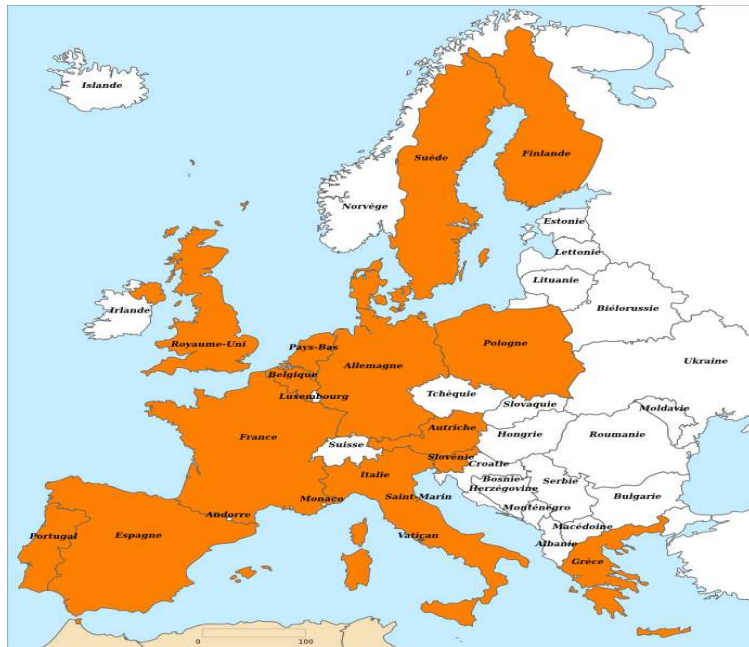 Islande
Suède
Finlande
Norvège
Estonie
Lettonie
Lituanie
Biélorussie
Irlande
Royaume-Uni
Pays-Bas
Pologne
Belgique
Allemagne
Ukraine
Luxembourg
Tchèquie
Slovaquie
Moldavie
Autriche
France
Suisse
Hongrie
Roumanie
Slovénie
Croatie
Italie
Bosnie-
Herzégovine
Serbie
Monaco
Saint-Marin
Bulgarie
Monténégro
Andorre
Macédoine
Portugal
Espagne
Vatican
Albanie
Grèce
0
100